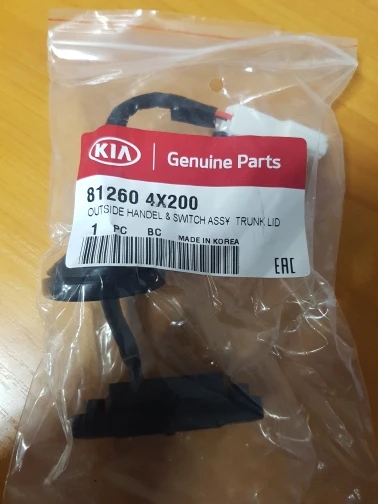 KIA Genuine Parts
81260 4X200
OUTSIDE HANDEL & SWITCH ASSY TRUNK LID
1 PC BC MADE IN KOREA
EAC